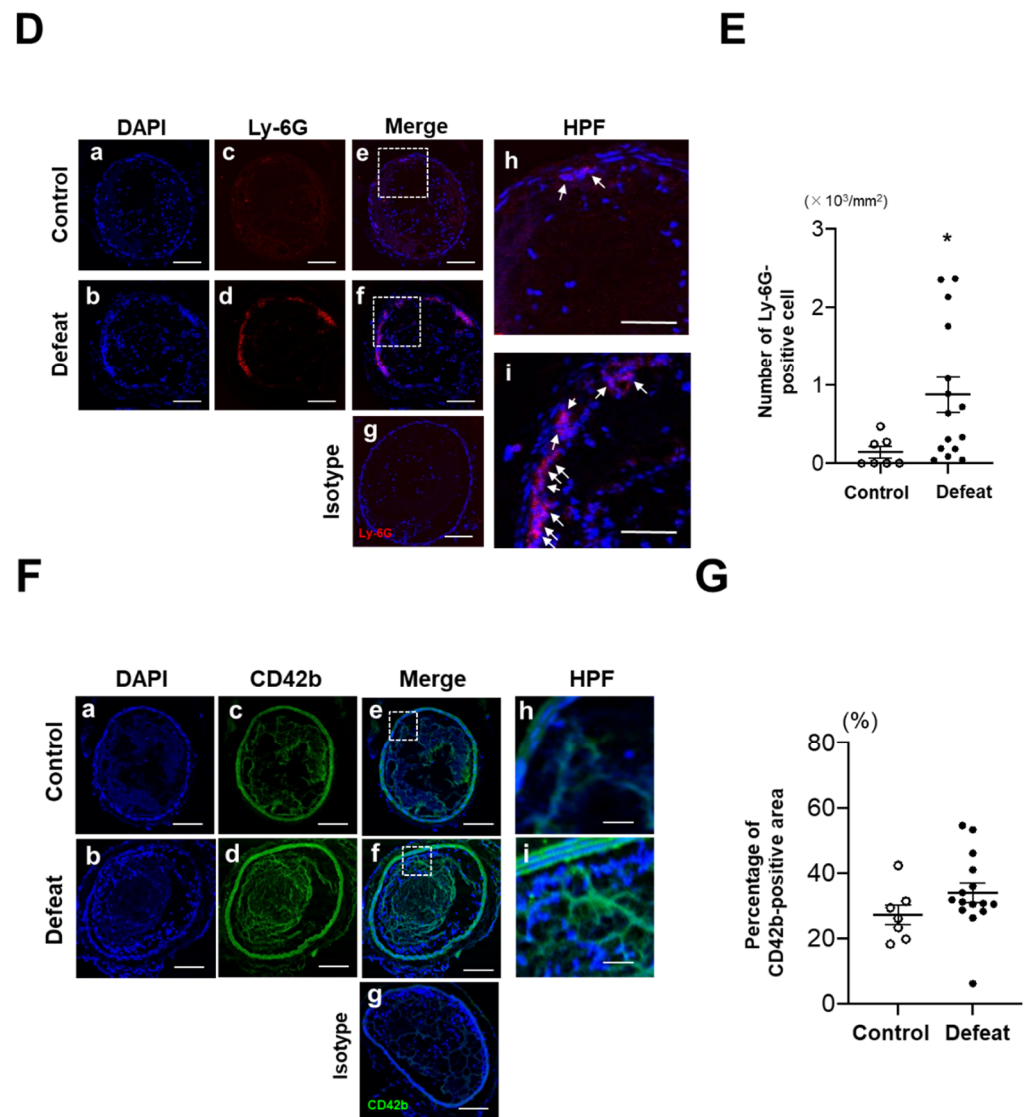 D
E
DAPI Ly-6G Merge HPF
Control
a c e h
Defeat
b d f i
Isotype
g
Ly-6G
(×10³/mm²)
Number of Ly-6G-
positive cell
3
2
1
0
*
Control Defeat
F
G
DAPI CD42b Merge HPF
Control
a c e h
Defeat
b d f i
Isotype
g
CD42b
(%)
Percentage of
CD42b-positive area
80
60
40
20
0
Control Defeat